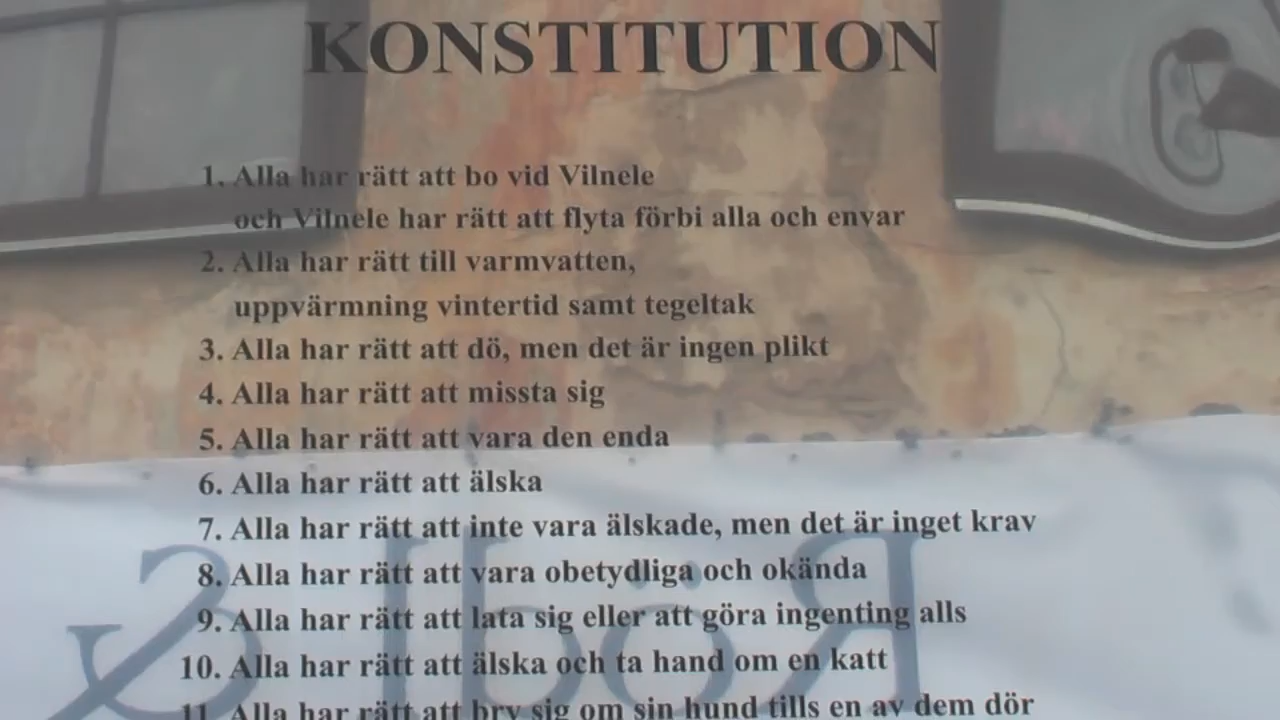 KONSTITUTION
1. Alla har rätt att bo vid Vilnele
och Vilnele har rätt att flyta förbi alla och envar
2. Alla har rätt till varmvatten,
uppvärmning vintertid samt tegeltak
3. Alla har rätt att dö, men det är ingen plikt
4. Alla har rätt att missta sig
5. Alla har rätt att vara den enda
6. Alla har rätt att älska
7. Alla har rätt att inte vara älskade, men det är inget krav
8. Alla har rätt att vara obetydliga och okända
9. Alla har rätt att lata sig eller att göra ingenting alls
10. Alla har rätt att älska och ta hand om en katt
11. Alla har rätt att bry sig om sin hund tills en av dem dör